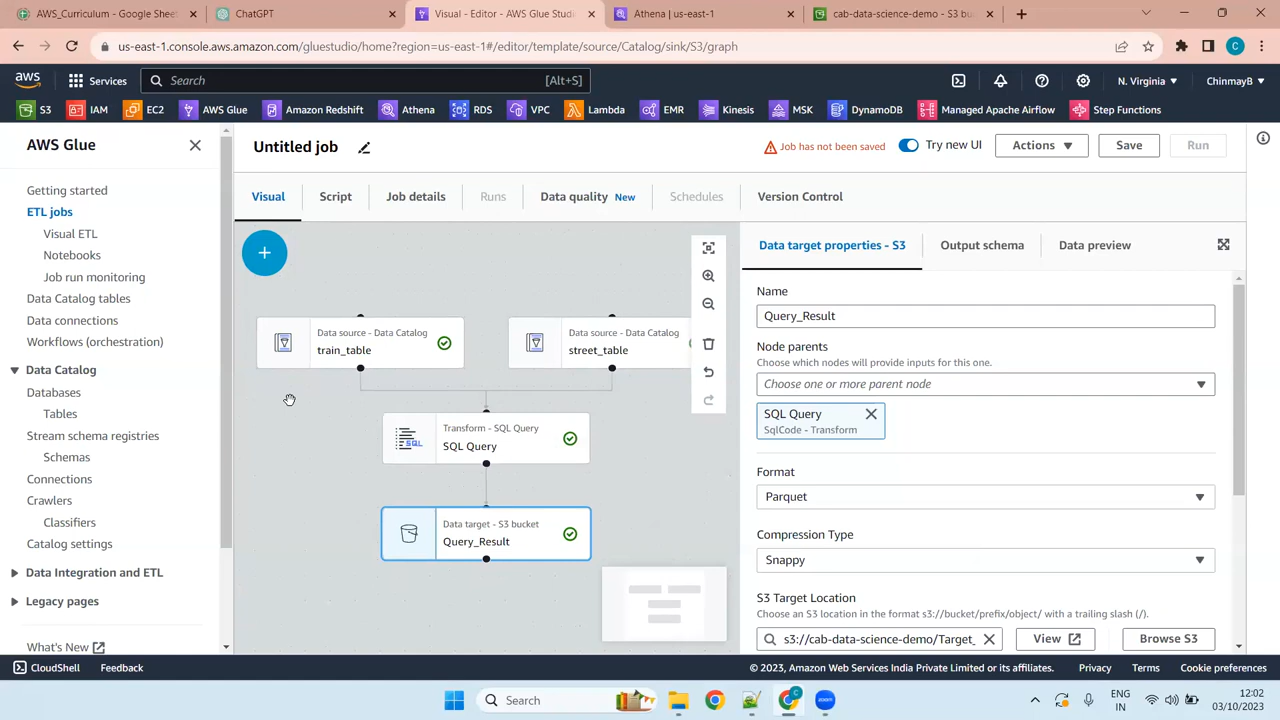 AWS_Curriculum - Google Sheet
ChatGPT
Visual - Editor - AWS Glue Studi
Athena | us-east-1
cab-data-science-demo - S3 bu
us-east-1.console.aws.amazon.com/gluestudio/home?region=us-east-1#/editor/template/source/Catalog/sink/S3/graph
C
aws
Services
Search
[Alt+S]
N. Virginia
ChinmayB
S3
IAM
EC2
AWS Glue
Amazon Redshift
Athena
RDS
VPC
Lambda
EMR
Kinesis
MSK
DynamoDB
Managed Apache Airflow
Step Functions
AWS Glue
Getting started
ETL jobs
Visual ETL
Notebooks
Job run monitoring
Data Catalog tables
Data connections
Workflows (orchestration)
Data Catalog
Databases
Tables
Stream schema registries
Schemas
Connections
Crawlers
Classifiers
Catalog settings
Data Integration and ETL
Legacy pages
What's New
Untitled job
Job has not been saved
Try new UI
Actions
Save
Run
Visual
Script
Job details
Runs
Data quality New
Schedules
Version Control
Data source - Data Catalog
train_table
Data source - Data Catalog
street_table
Transform - SQL Query
SQL
SQL Query
Data target - S3 bucket
Query_Result
Data target properties - S3
Output schema
Data preview
Name
Query_Result
Node parents
Choose which nodes will provide inputs for this one.
Choose one or more parent node
SQL Query
SqlCode - Transform
Format
Parquet
Compression Type
Snappy
S3 Target Location
Choose an S3 location in the format s3://bucket/prefix/object/ with a trailing slash (/).
s3://cab-data-science-demo/Target_
View
Browse S3
CloudShell
Feedback
© 2023, Amazon Web Services India Private Limited or its affiliates.
Privacy
Terms
Cookie preferences
Search
C
zoom
ENG
IN
12:02
03/10/2023